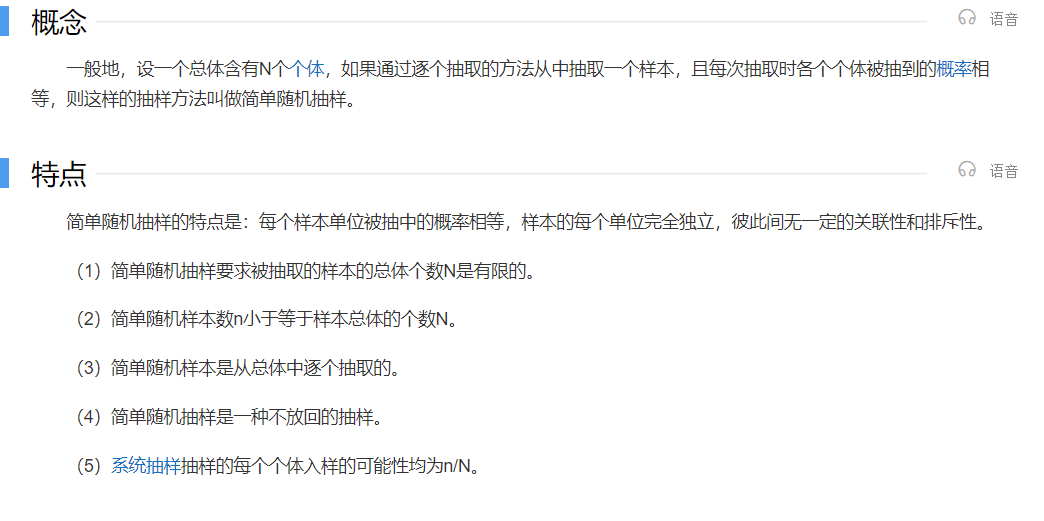 概念
语音
一般地，设一个总体含有N个个体，如果通过逐个抽取的方法从中抽取一个样本，且每次抽取时各个个体被抽到的概率相
等，则这样的抽样方法叫做简单随机抽样。
特点
语音
简单随机抽样的特点是：每个样本单位被抽中的概率相等，样本的每个单位完全独立，彼此间无一定的关联性和排斥性。
（1）简单随机抽样要求被抽取的样本的总体个数N是有限的。
（2）简单随机样本数n小于等于样本总体的个数N。
（3）简单随机样本是从总体中逐个抽取的。
（4）简单随机抽样是一种不放回的抽样。
（5）系统抽样抽样的每个个体入样的可能性均为n/N。